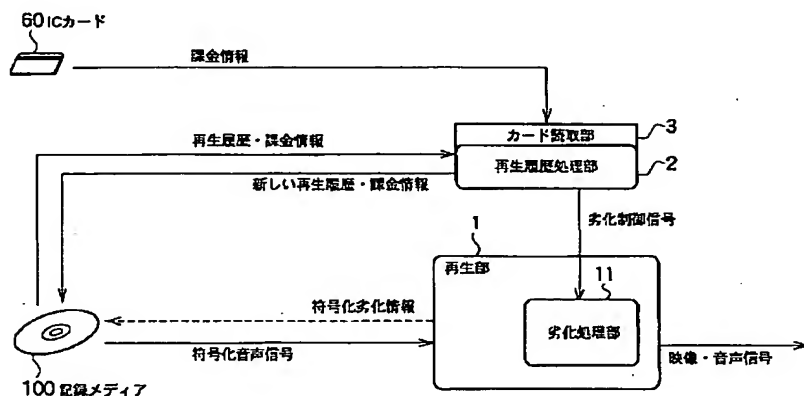 60 ICカード
課金情報
カード読取部
3
再生履歴・課金情報
再生履歴処理部
2
新しい再生履歴・課金情報
劣化制御信号
1
再生部
11
符号化劣化情報
劣化処理部
符号化音声信号
映像・音声信号
100 記録メディア